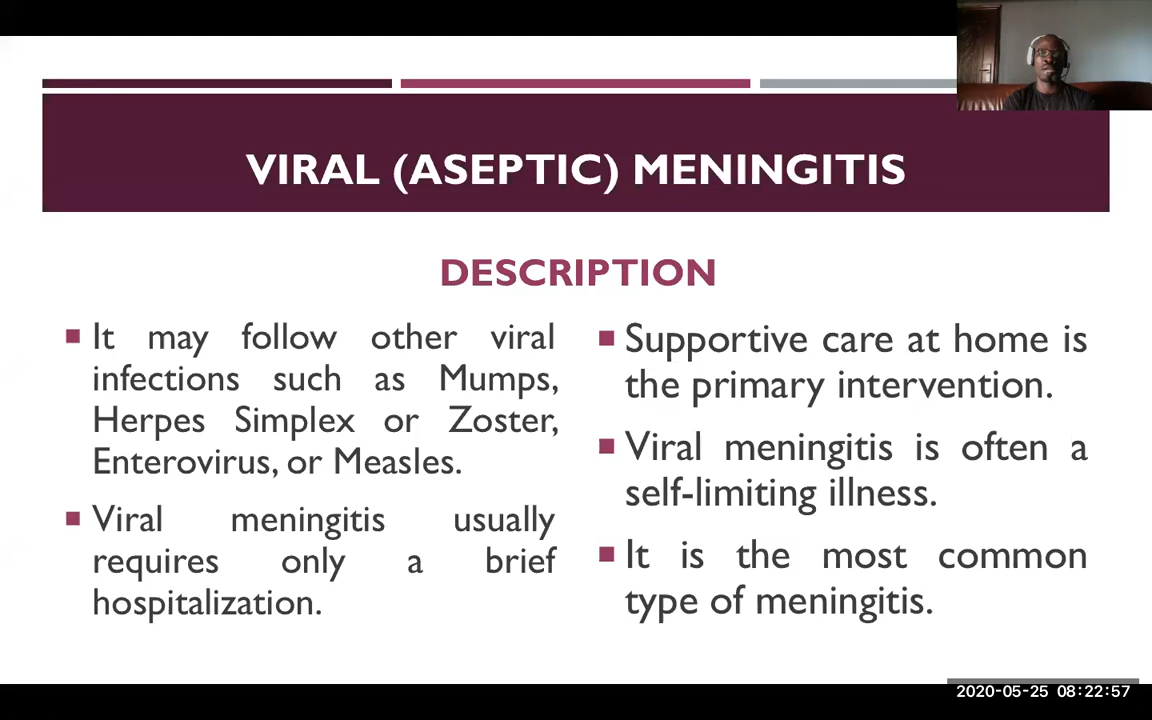 VIRAL (ASEPTIC) MENINGITIS
DESCRIPTION
It may follow other viral
infections such as Mumps,
Herpes Simplex or Zoster,
Enterovirus, or Measles.
Viral meningitis usually
requires only a brief
hospitalization.
Supportive care at home is
the primary intervention.
Viral meningitis is often a
self-limiting illness.
It is the most common
type of meningitis.
2020-05-25 08:22:57